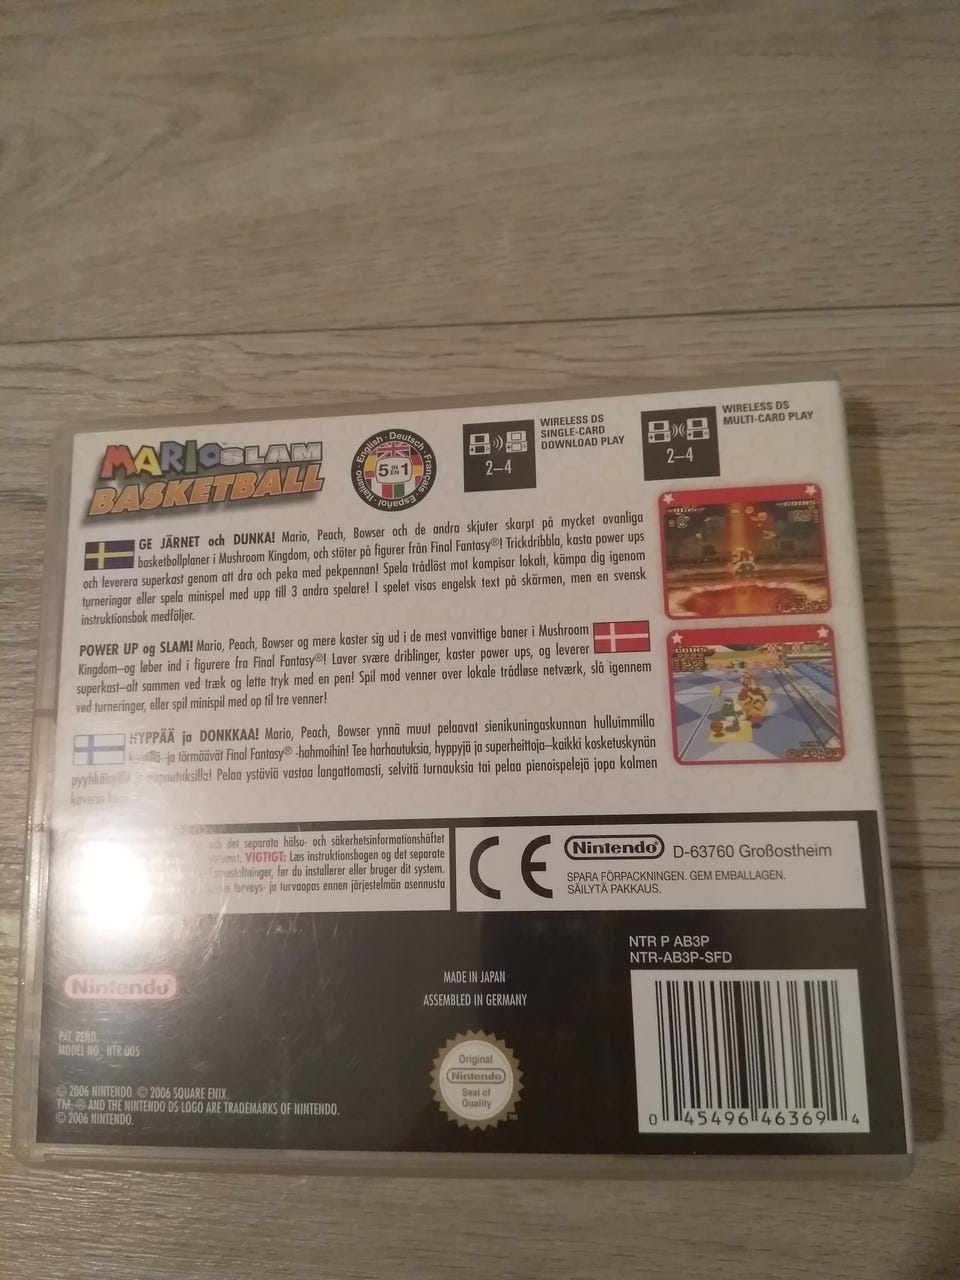 MARIO SLAM
BASKETBALL
™
English · Deutsch · Français · Español · Italiano
5 IN EN 1
2–4
WIRELESS DS
SINGLE-CARD
DOWNLOAD PLAY
2–4
WIRELESS DS
MULTI-CARD PLAY
GE JÄRNET och DUNKA! Mario, Peach, Bowser och de andra skjuter skarpt på mycket ovanliga
basketbollplaner i Mushroom Kingdom, och stöter på figurer från Final Fantasy®! Trickdribbla, kasta power ups
och leverera superkast genom att dra och peka med pekpennan! Spela trådlöst mot kompisar lokalt, kämpa dig igenom
turneringar eller spela minispel med upp till 3 andra spelare! I spelet visas engelsk text på skärmen, men en svensk
instruktionsbok medföljer.
COINS
POWER UP og SLAM! Mario, Peach, Bowser og mere kaster sig ud i de mest vanvittige baner i Mushroom
Kingdom–og løber ind i figurere fra Final Fantasy®! Laver svære driblinger, kaster power ups, og leverer
superkast–alt sammen ved træk og lette tryk med en pen! Spil mod venner over lokale trådløse netværk, slå igennem
ved turneringer, eller spil minispil med op til tre venner!
COINS
HYPPÄÄ ja DONKKAA! Mario, Peach, Bowser ynnä muut pelaavat sienikuningaskunnan hulluimmilla
–ja törmäävät Final Fantasy® -hahmoihin! Tee harhautuksia, hyppyjä ja superheittoja–kaikki kosketuskynän
pyyhkäisyillä ja napautuksilla! Pelaa ystäviä vastaa langattomasti, selvitä turnauksia tai pelaa pienoispelejä jopa kolmen
kaverin
och det separata hälso- och säkerhetsinformationshäftet
VIGTIGT: Læs instruktionsbogen og det separate
før du installerer eller bruger dit system.
turveys- ja turvaopas ennen järjestelmän asennusta
CE
Nintendo®
D-63760 Großostheim
SPARA FÖRPACKNINGEN. GEM EMBALLAGEN.
SÄILYTÄ PAKKAUS.
NTR P AB3P
NTR-AB3P-SFD
Nintendo®
MADE IN JAPAN
ASSEMBLED IN GERMANY
PAT. PEND.
MODEL NO. NTR-005
Original
Nintendo
Seal of
Quality
™
© 2006 NINTENDO. © 2006 SQUARE ENIX.
TM, ® AND THE NINTENDO DS LOGO ARE TRADEMARKS OF NINTENDO.
© 2006 NINTENDO.
0 45496 46369 4